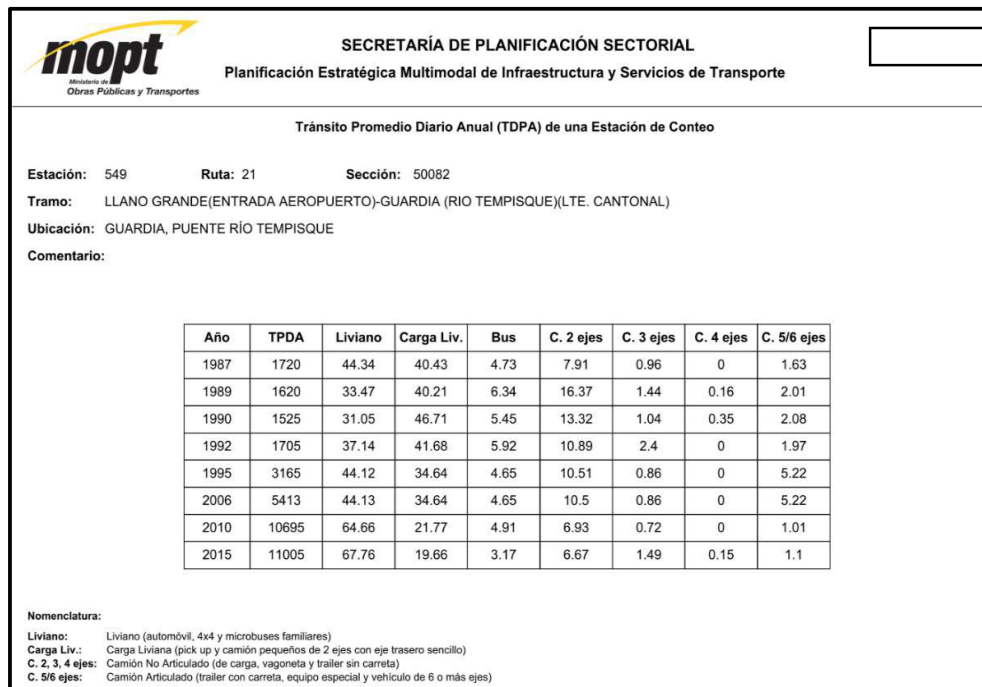 mopt
Ministerio de
Obras Públicas y Transportes
SECRETARÍA DE PLANIFICACIÓN SECTORIAL
Planificación Estratégica Multimodal de Infraestructura y Servicios de Transporte
Tránsito Promedio Diario Anual (TDPA) de una Estación de Conteo
Estación: 549 Ruta: 21 Sección: 50082
Tramo: LLANO GRANDE(ENTRADA AEROPUERTO)-GUARDIA (RIO TEMPISQUE)(LTE. CANTONAL)
Ubicación: GUARDIA, PUENTE RÍO TEMPISQUE
Comentario:
Año TPDA Liviano Carga Liv. Bus C. 2 ejes C. 3 ejes C. 4 ejes C. 5/6 ejes
1987 1720 44.34 40.43 4.73 7.91 0.96 0 1.63
1989 1620 33.47 40.21 6.34 16.37 1.44 0.16 2.01
1990 1525 31.05 46.71 5.45 13.32 1.04 0.35 2.08
1992 1705 37.14 41.68 5.92 10.89 2.4 0 1.97
1995 3165 44.12 34.64 4.65 10.51 0.86 0 5.22
2006 5413 44.13 34.64 4.65 10.5 0.86 0 5.22
2010 10695 64.66 21.77 4.91 6.93 0.72 0 1.01
2015 11005 67.76 19.66 3.17 6.67 1.49 0.15 1.1
Nomenclatura:
Liviano: Liviano (automóvil, 4x4 y microbuses familiares)
Carga Liv.: Carga Liviana (pick up y camión pequeños de 2 ejes con eje trasero sencillo)
C. 2, 3, 4 ejes: Camión No Articulado (de carga, vagoneta y trailer sin carreta)
C. 5/6 ejes: Camión Articulado (trailer con carreta, equipo especial y vehículo de 6 o más ejes)